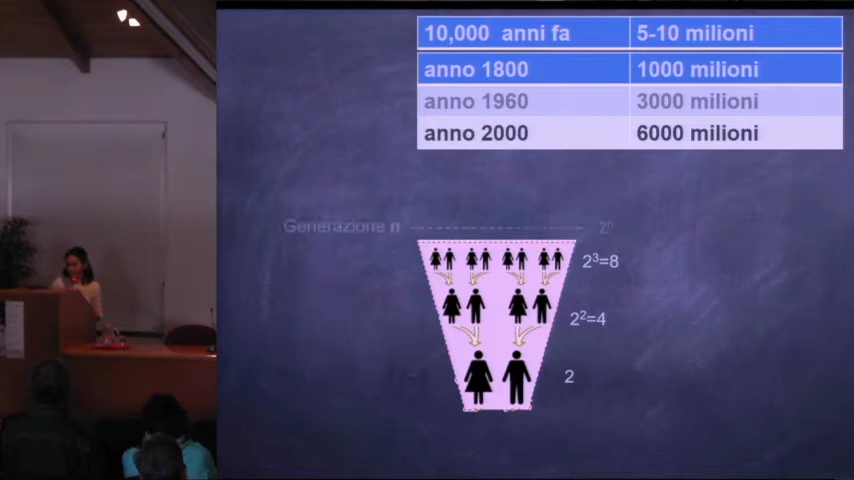 10,000 anni fa 5-10 milioni
anno 1800 1000 milioni
anno 1960 3000 milioni
anno 2000 6000 milioni
Generazione n 2ⁿ
2³=8
2²=4
2